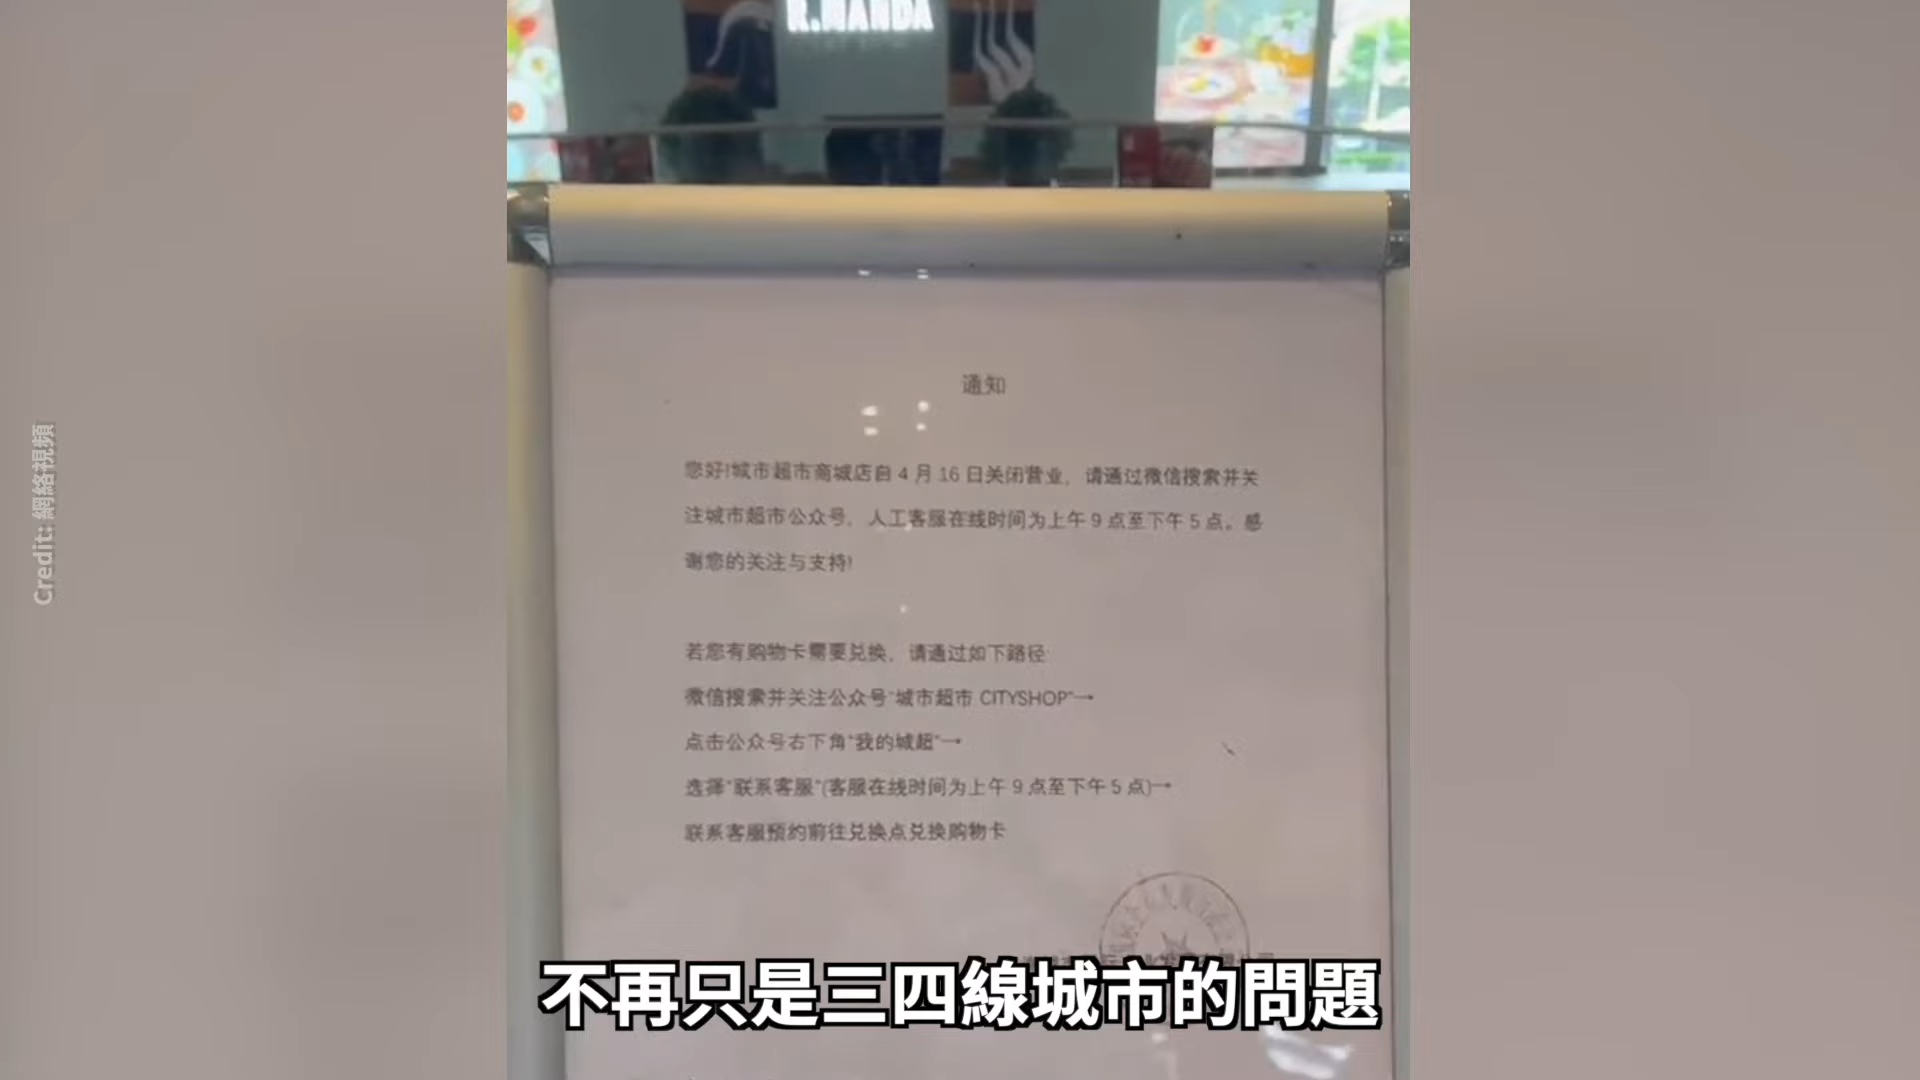 R.MANDA
通知
您好!城市超市商城店自 4 月 16 日关闭营业，请通过微信搜索并关
注城市超市公众号，人工客服在线时间为上午 9 点至下午 5 点。感
谢您的关注与支持!
若您有购物卡需要兑换，请通过如下路径:
微信搜索并关注公众号“城市超市 CITYSHOP”→
点击公众号右下角“我的城超”→
选择“联系客服”(客服在线时间为上午 9 点至下午 5 点)→
联系客服预约前往兑换点兑换购物卡
不再只是三四線城市的問題
Credit: 網絡視頻